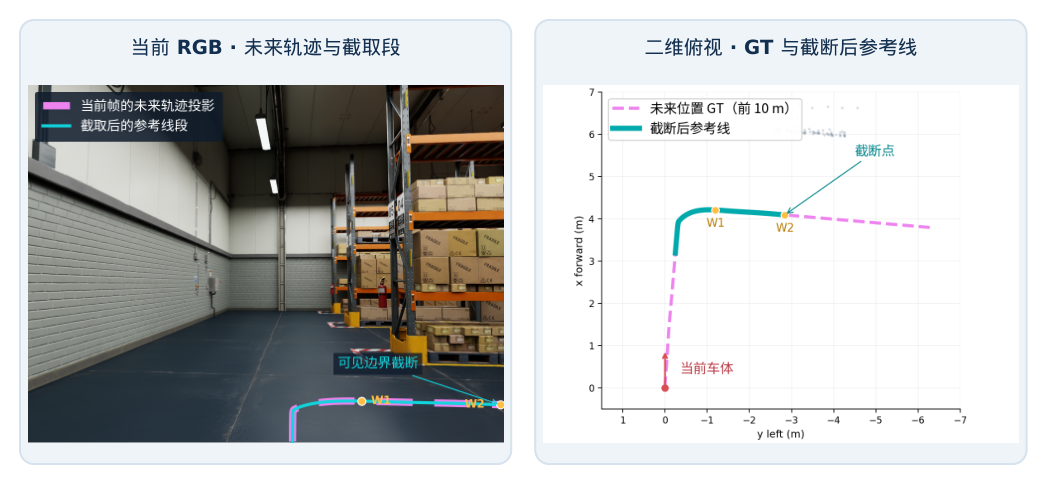 当前 RGB · 未来轨迹与截取段
当前帧的未来轨迹投影
截取后的参考线段
可见边界截断
W1
W2
二维俯视 · GT 与截断后参考线
未来位置 GT（前 10 m）
截断后参考线
截断点
W1
W2
当前车体
x forward (m)
7
6
5
4
3
2
1
0
1 0 −1 −2 −3 −4 −5 −6 −7
y left (m)